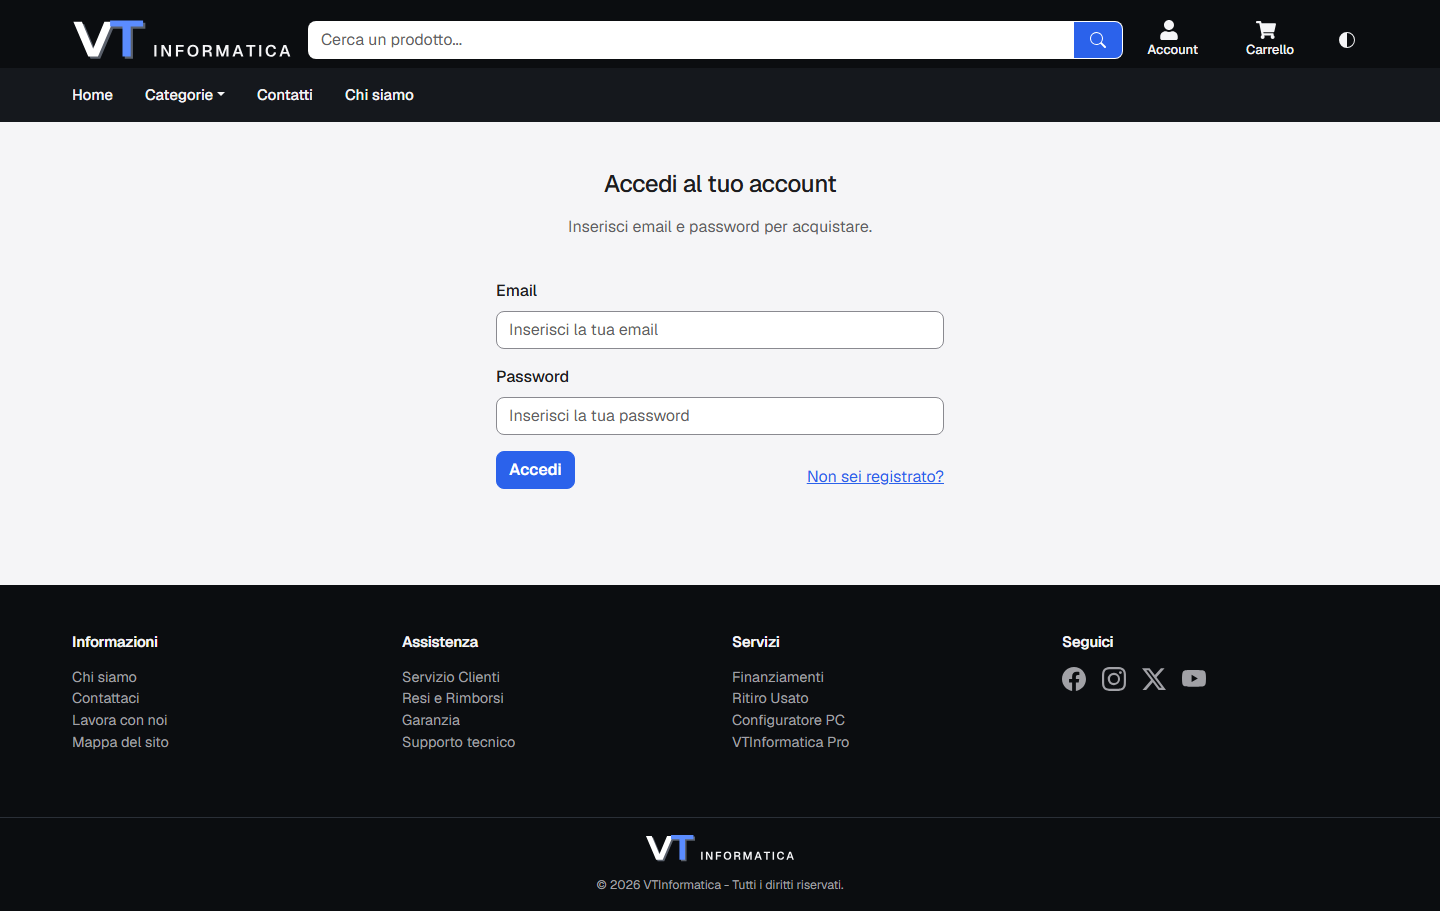 VT INFORMATICA
Cerca un prodotto...
Account
Carrello
Home
Categorie
Contatti
Chi siamo
Accedi al tuo account
Inserisci email e password per acquistare.
Email
Inserisci la tua email
Password
Inserisci la tua password
Accedi
Non sei registrato?
Informazioni
Chi siamo
Contattaci
Lavora con noi
Mappa del sito
Assistenza
Servizio Clienti
Resi e Rimborsi
Garanzia
Supporto tecnico
Servizi
Finanziamenti
Ritiro Usato
Configuratore PC
VTInformatica Pro
Seguici
VT INFORMATICA
© 2026 VTInformatica - Tutti i diritti riservati.